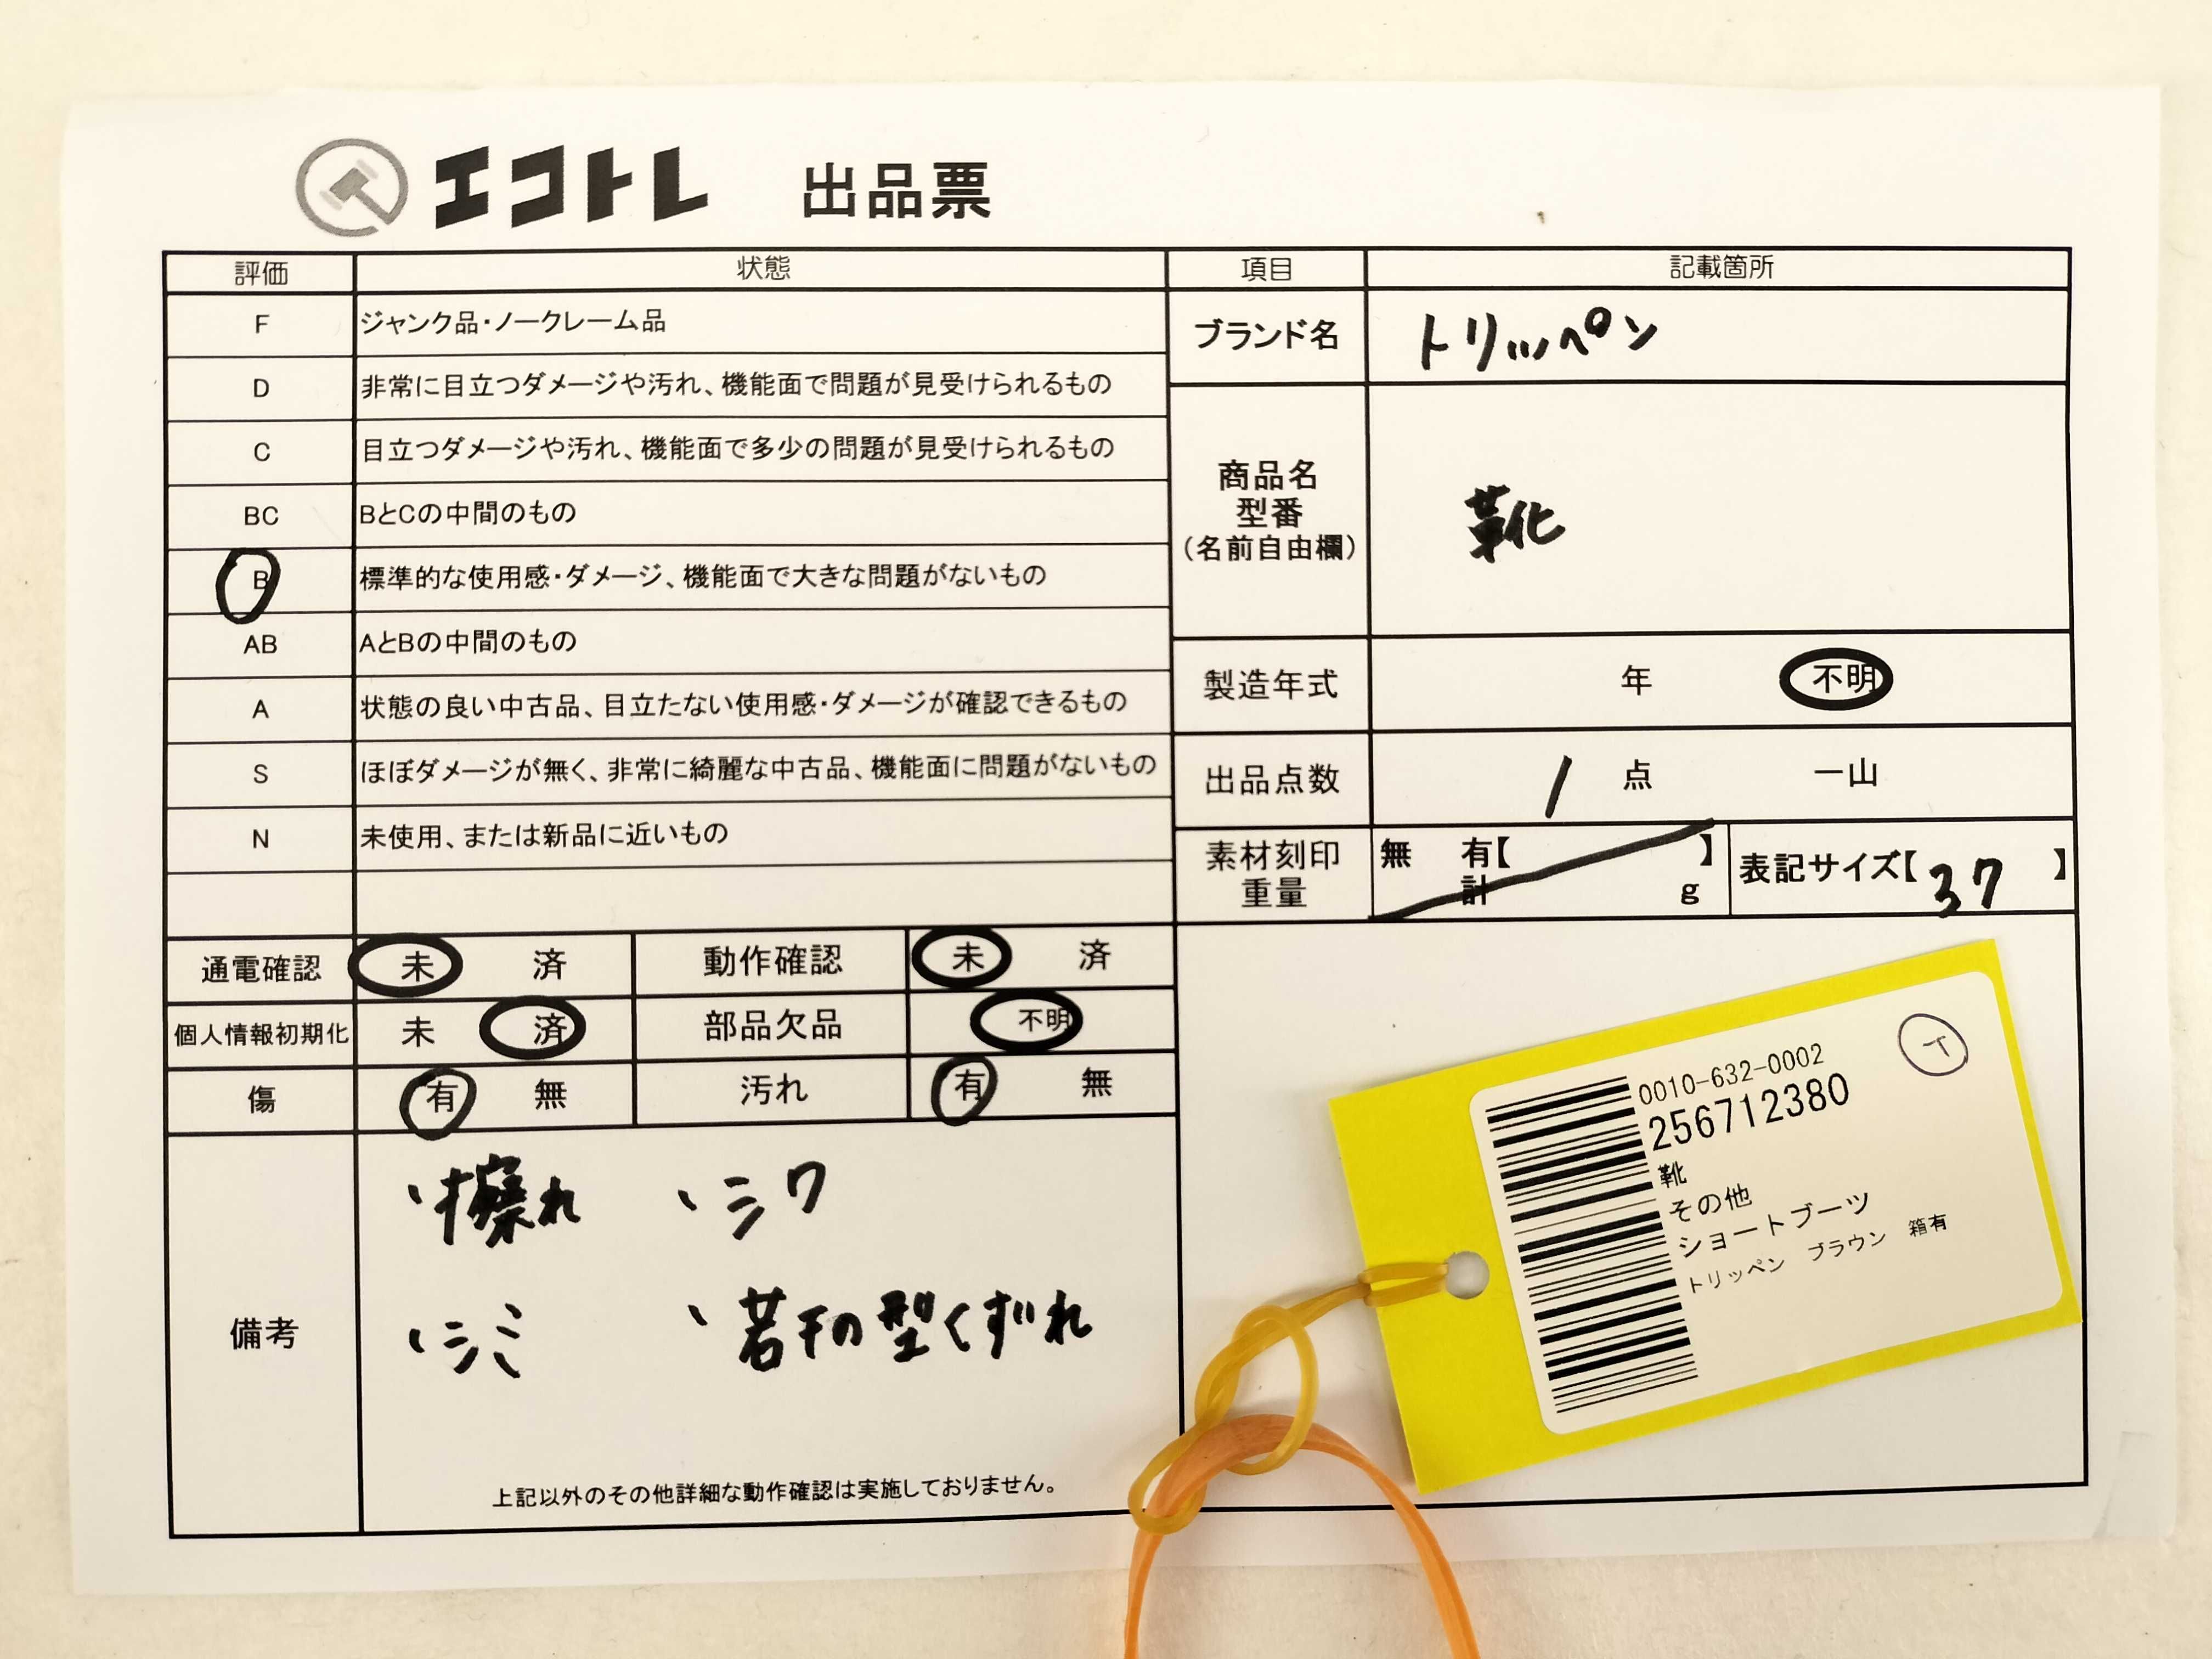 エコトレ 出品票
評価 状態 項目 記載箇所
F ジャンク品・ノークレーム品
D 非常に目立つダメージや汚れ、機能面で問題が見受けられるもの
C 目立つダメージや汚れ、機能面で多少の問題が見受けられるもの
BC BとCの中間のもの
B 標準的な使用感・ダメージ、機能面で大きな問題がないもの
AB AとBの中間のもの
A 状態の良い中古品、目立たない使用感・ダメージが確認できるもの
S ほぼダメージが無く、非常に綺麗な中古品、機能面に問題がないもの
N 未使用、または新品に近いもの
ブランド名 トリッペン
商品名
型番
(名前自由欄)
靴
製造年式 年 不明
出品点数 1 点 一山
素材刻印 無 有【 】
重量 計 g
表記サイズ【37】
通電確認 未 済 動作確認 未 済
個人情報初期化 未 済 部品欠品 不明
傷 有 無 汚れ 有 無
備考
、擦れ 、シワ
、シミ 、若干の型くずれ
上記以外のその他詳細な動作確認は実施しておりません。
T
0010-632-0002
256712380
靴
その他
ショートブーツ
トリッペン ブラウン 箱有